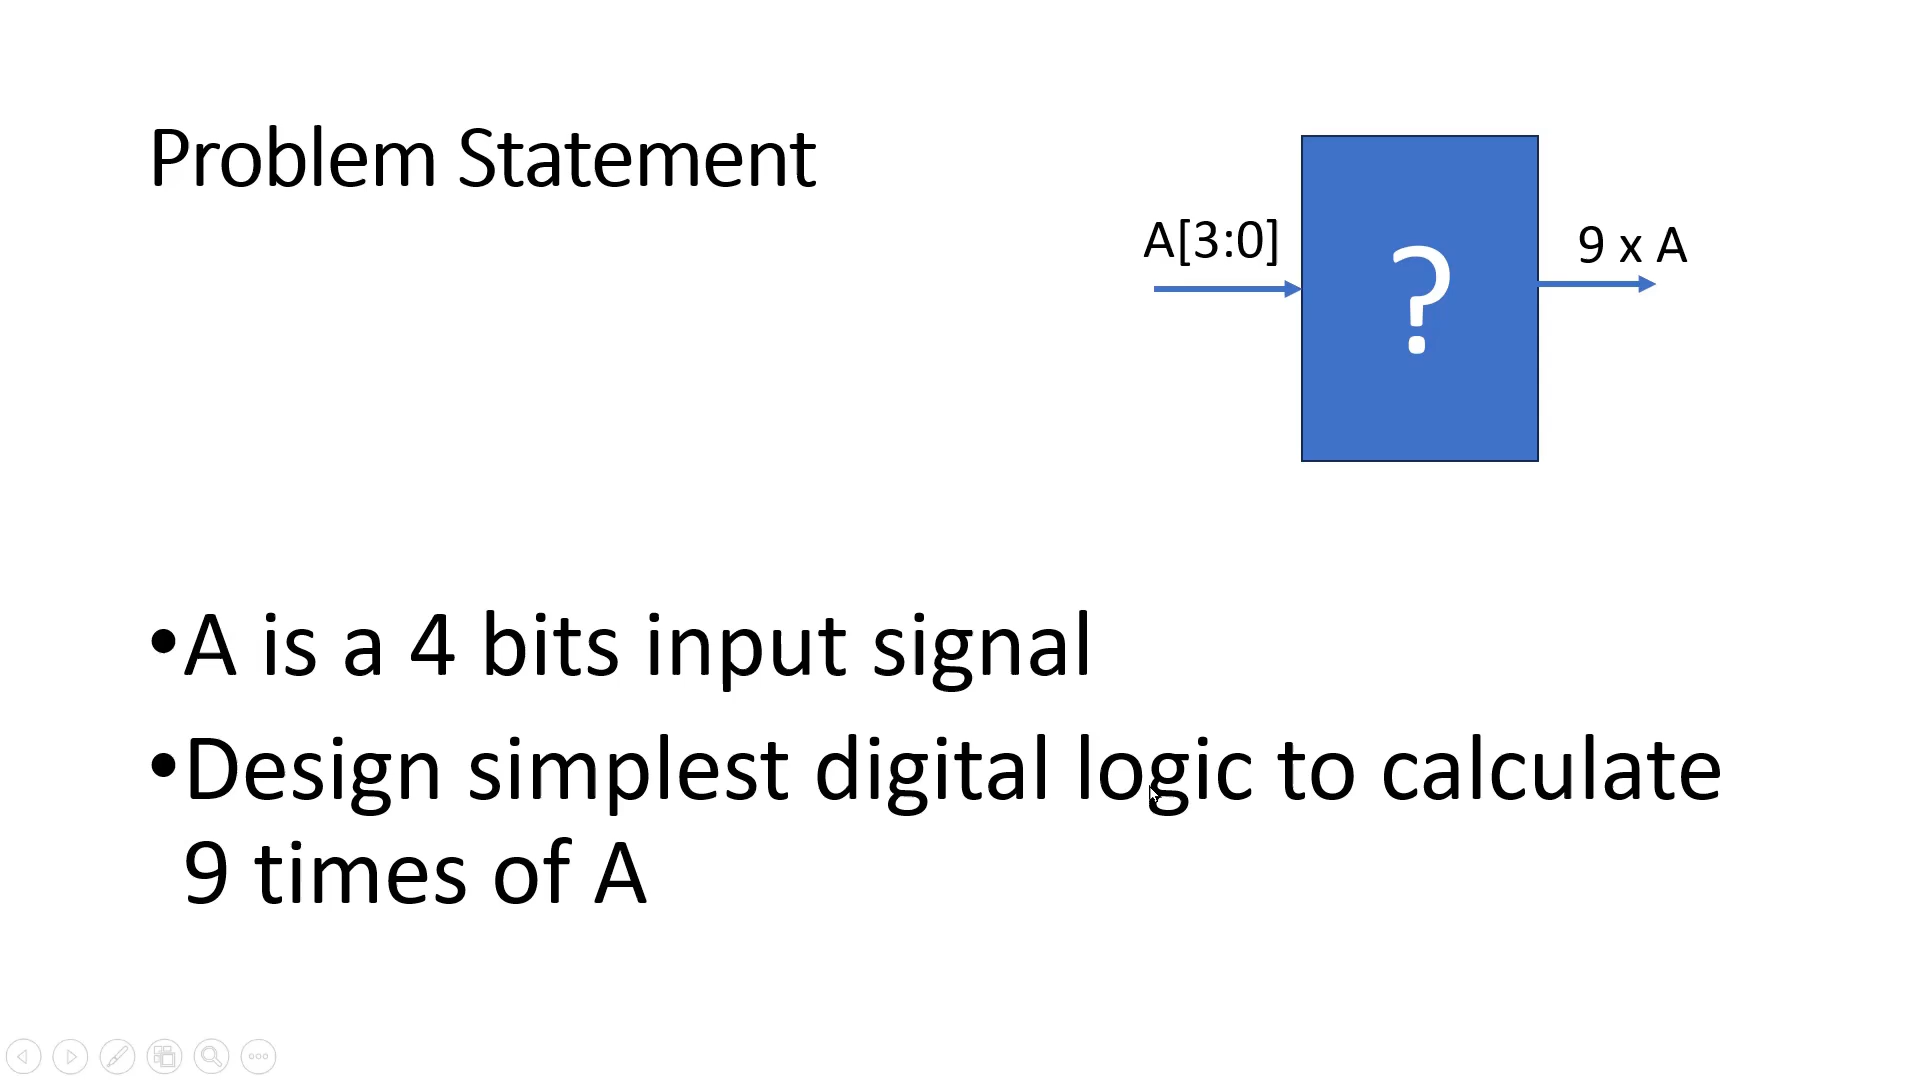 Problem Statement
A[3:0]
?
9 x A
•A is a 4 bits input signal
•Design simplest digital logic to calculate
9 times of A